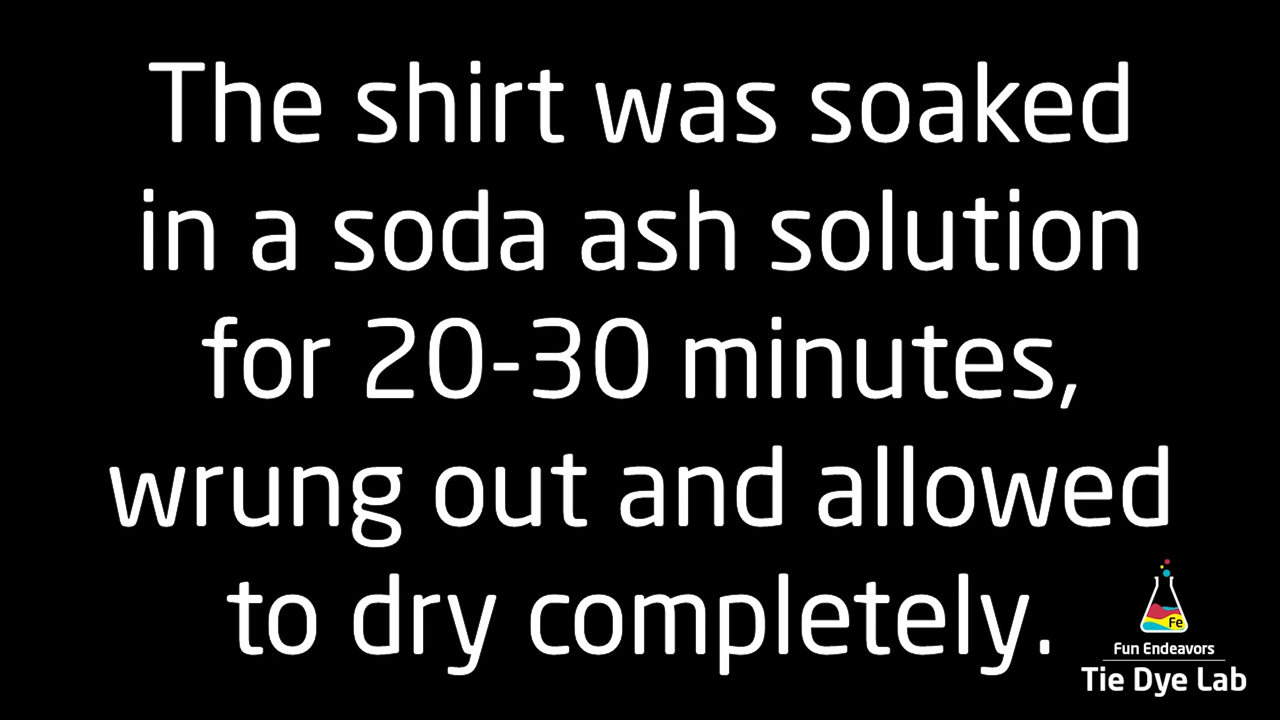 The shirt was soaked
in a soda ash solution
for 20-30 minutes,
wrung out and allowed
to dry completely.
Fe
Fun Endeavors
Tie Dye Lab